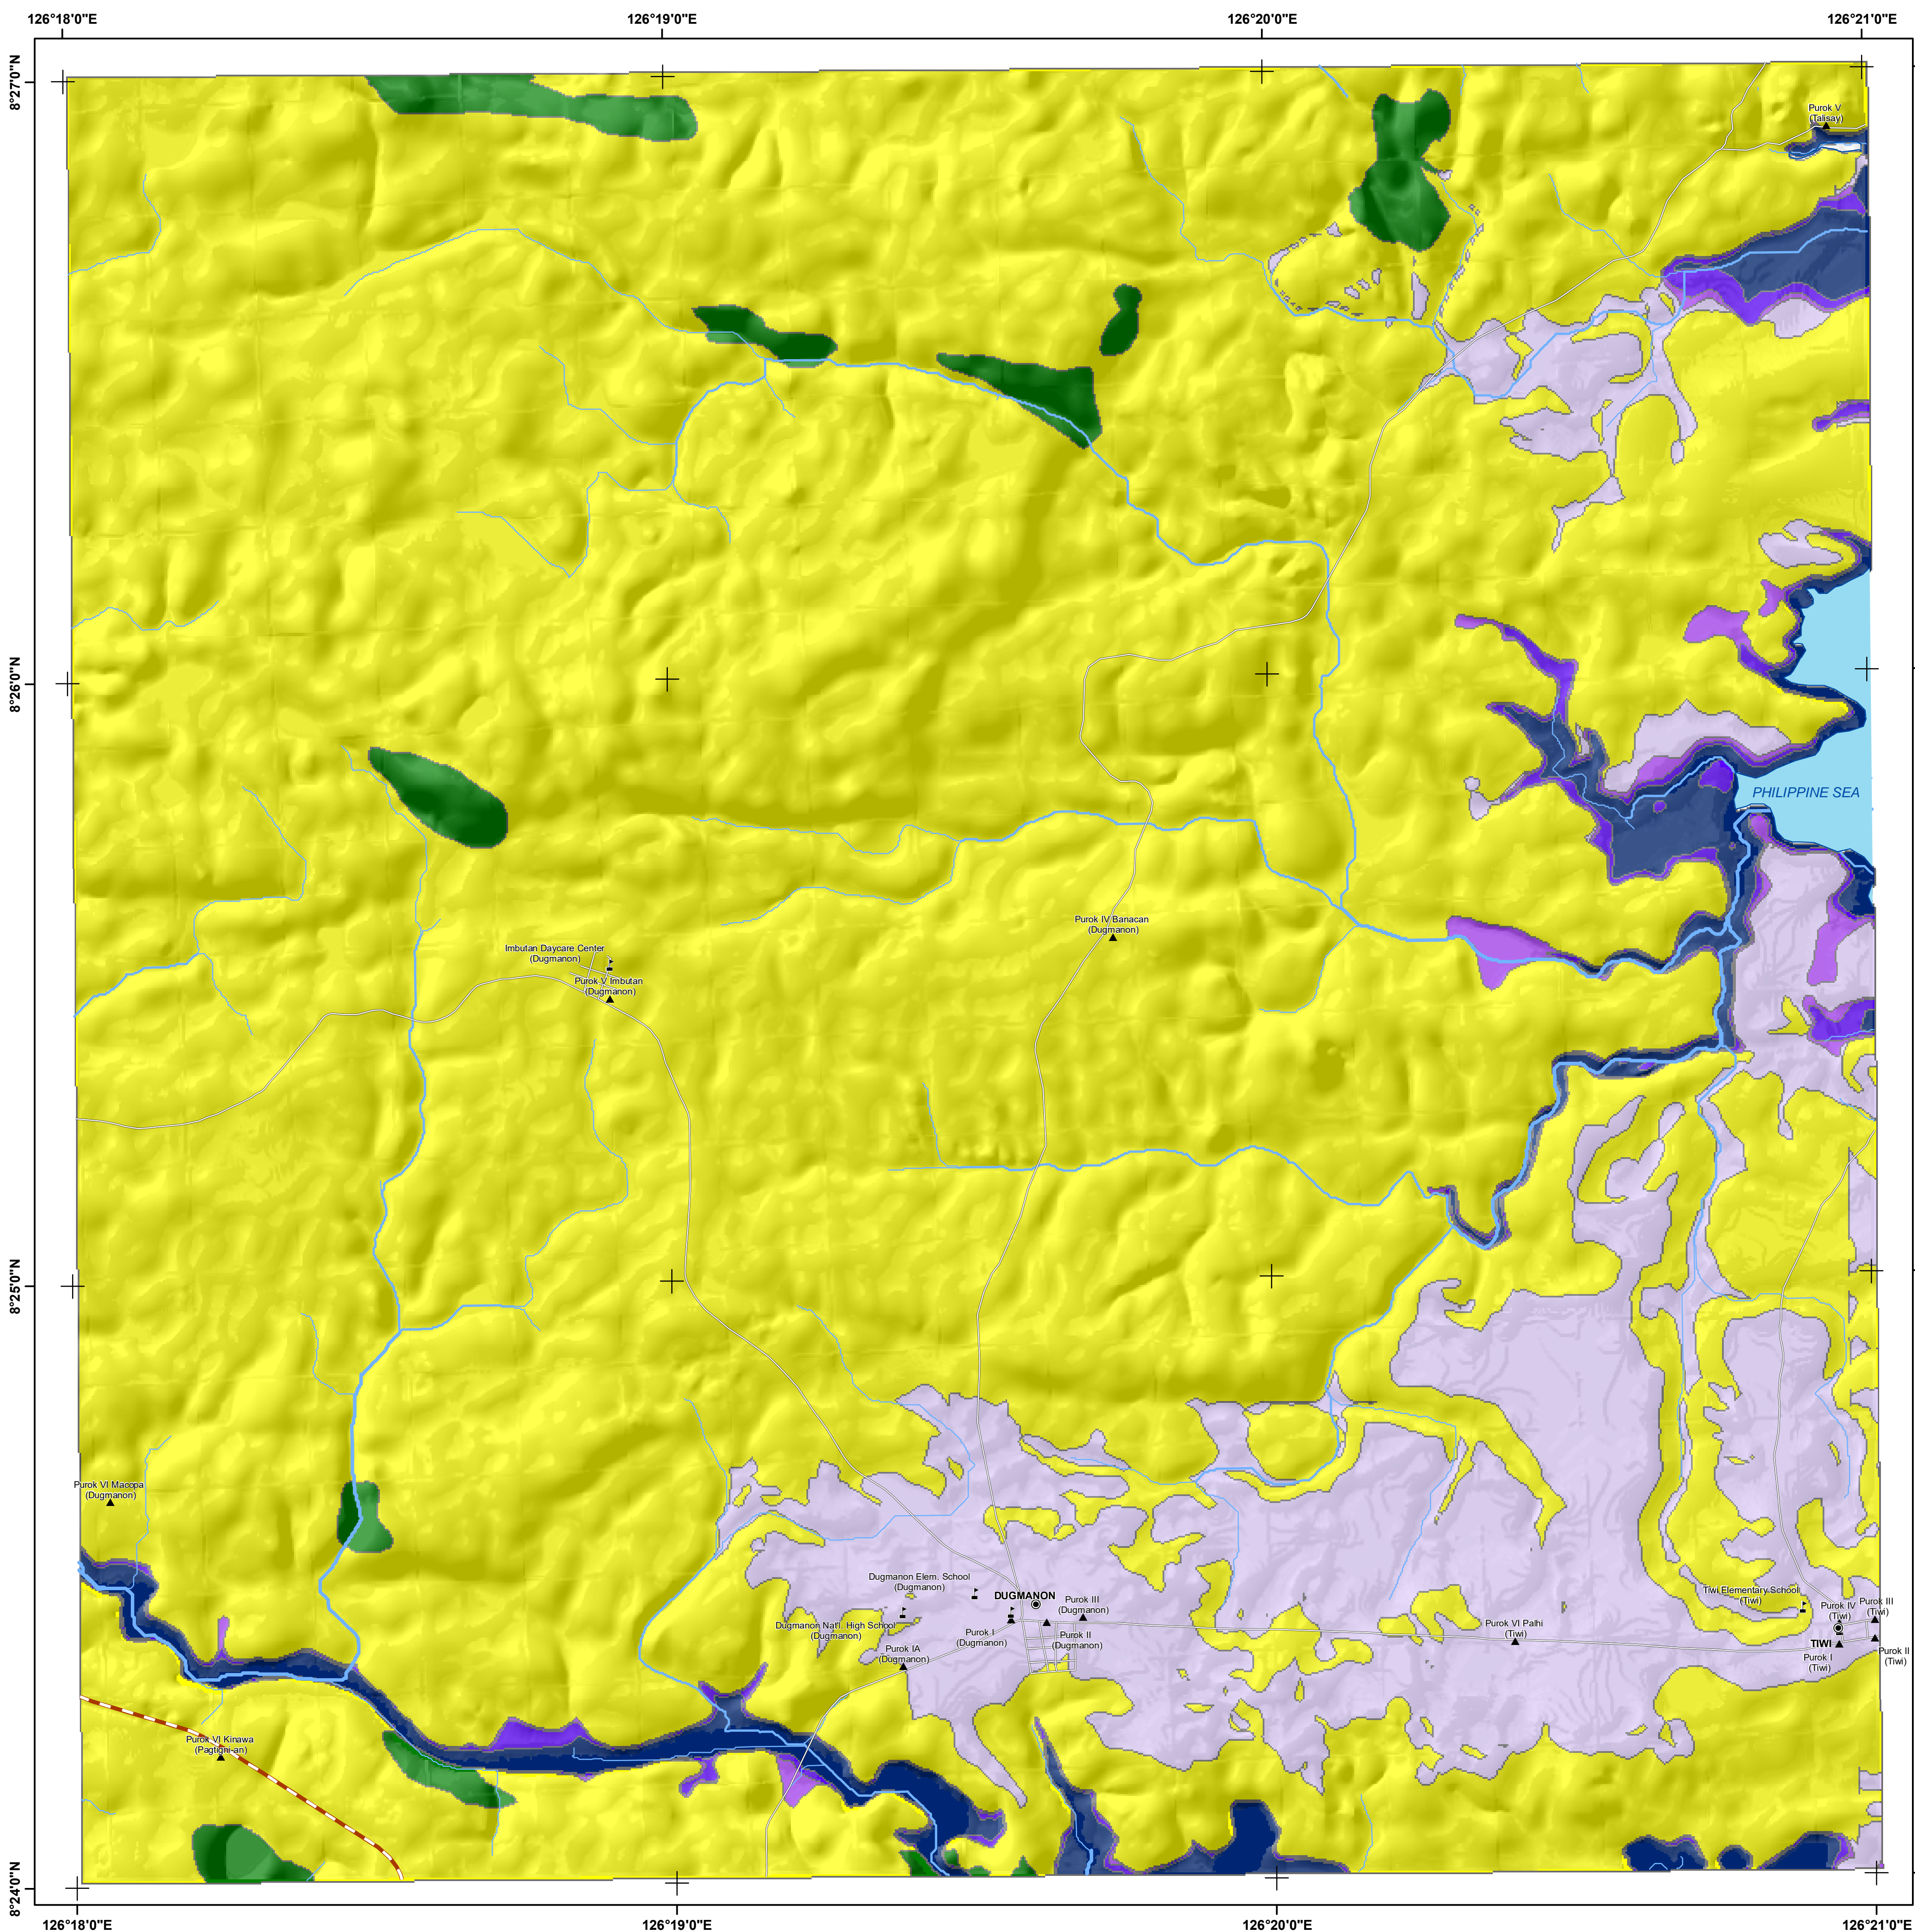 126°18'0"E
126°19'0"E
126°20'0"E
126°21'0"E
8°27'0"N
Purok V
(Talisay)
8°26'0"N
PHILIPPINE SEA
Purok IV Banacan
(Dugmanon)
Imbutan Daycare Center
(Dugmanon)
Purok V Imbutan
(Dugmanon)
8°25'0"N
Purok VI Macopa
(Dugmanon)
Dugmanon Elem. School
(Dugmanon)
DUGMANON
Purok III
(Dugmanon)
Dugmanon Nat'l. High School
(Dugmanon)
Purok I
(Dugmanon)
Purok II
(Dugmanon)
Purok IA
(Dugmanon)
Purok VI Palhi
(Tiwi)
Tiwi Elementary School
(Tiwi)
Purok IV
(Tiwi)
Purok III
(Tiwi)
TIWI
Purok I
(Tiwi)
Purok II
(Tiwi)
Purok VI Kinawa
(Pagtigni-an)
8°24'0"N
126°18'0"E
126°19'0"E
126°20'0"E
126°21'0"E